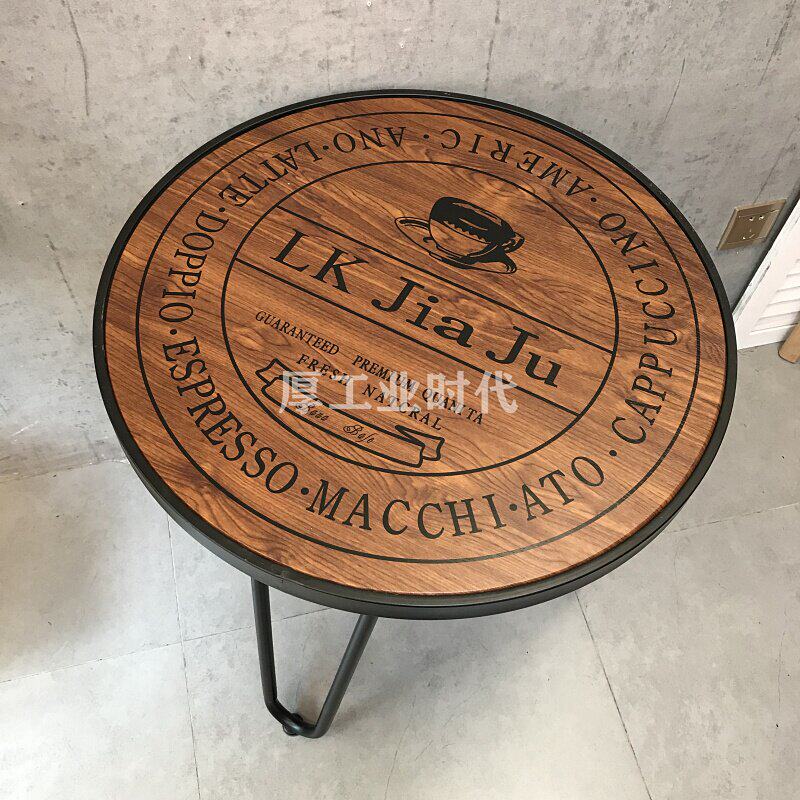 LK Jia Ju
GUARANTEED PREMIUM QUANITA
FRESH NATURAL
厚工业时代
DOPPIO · ESPRESSO · MACCHI · ATO · CAPPUCCINO · AMERIC · ANO · LATTE ·